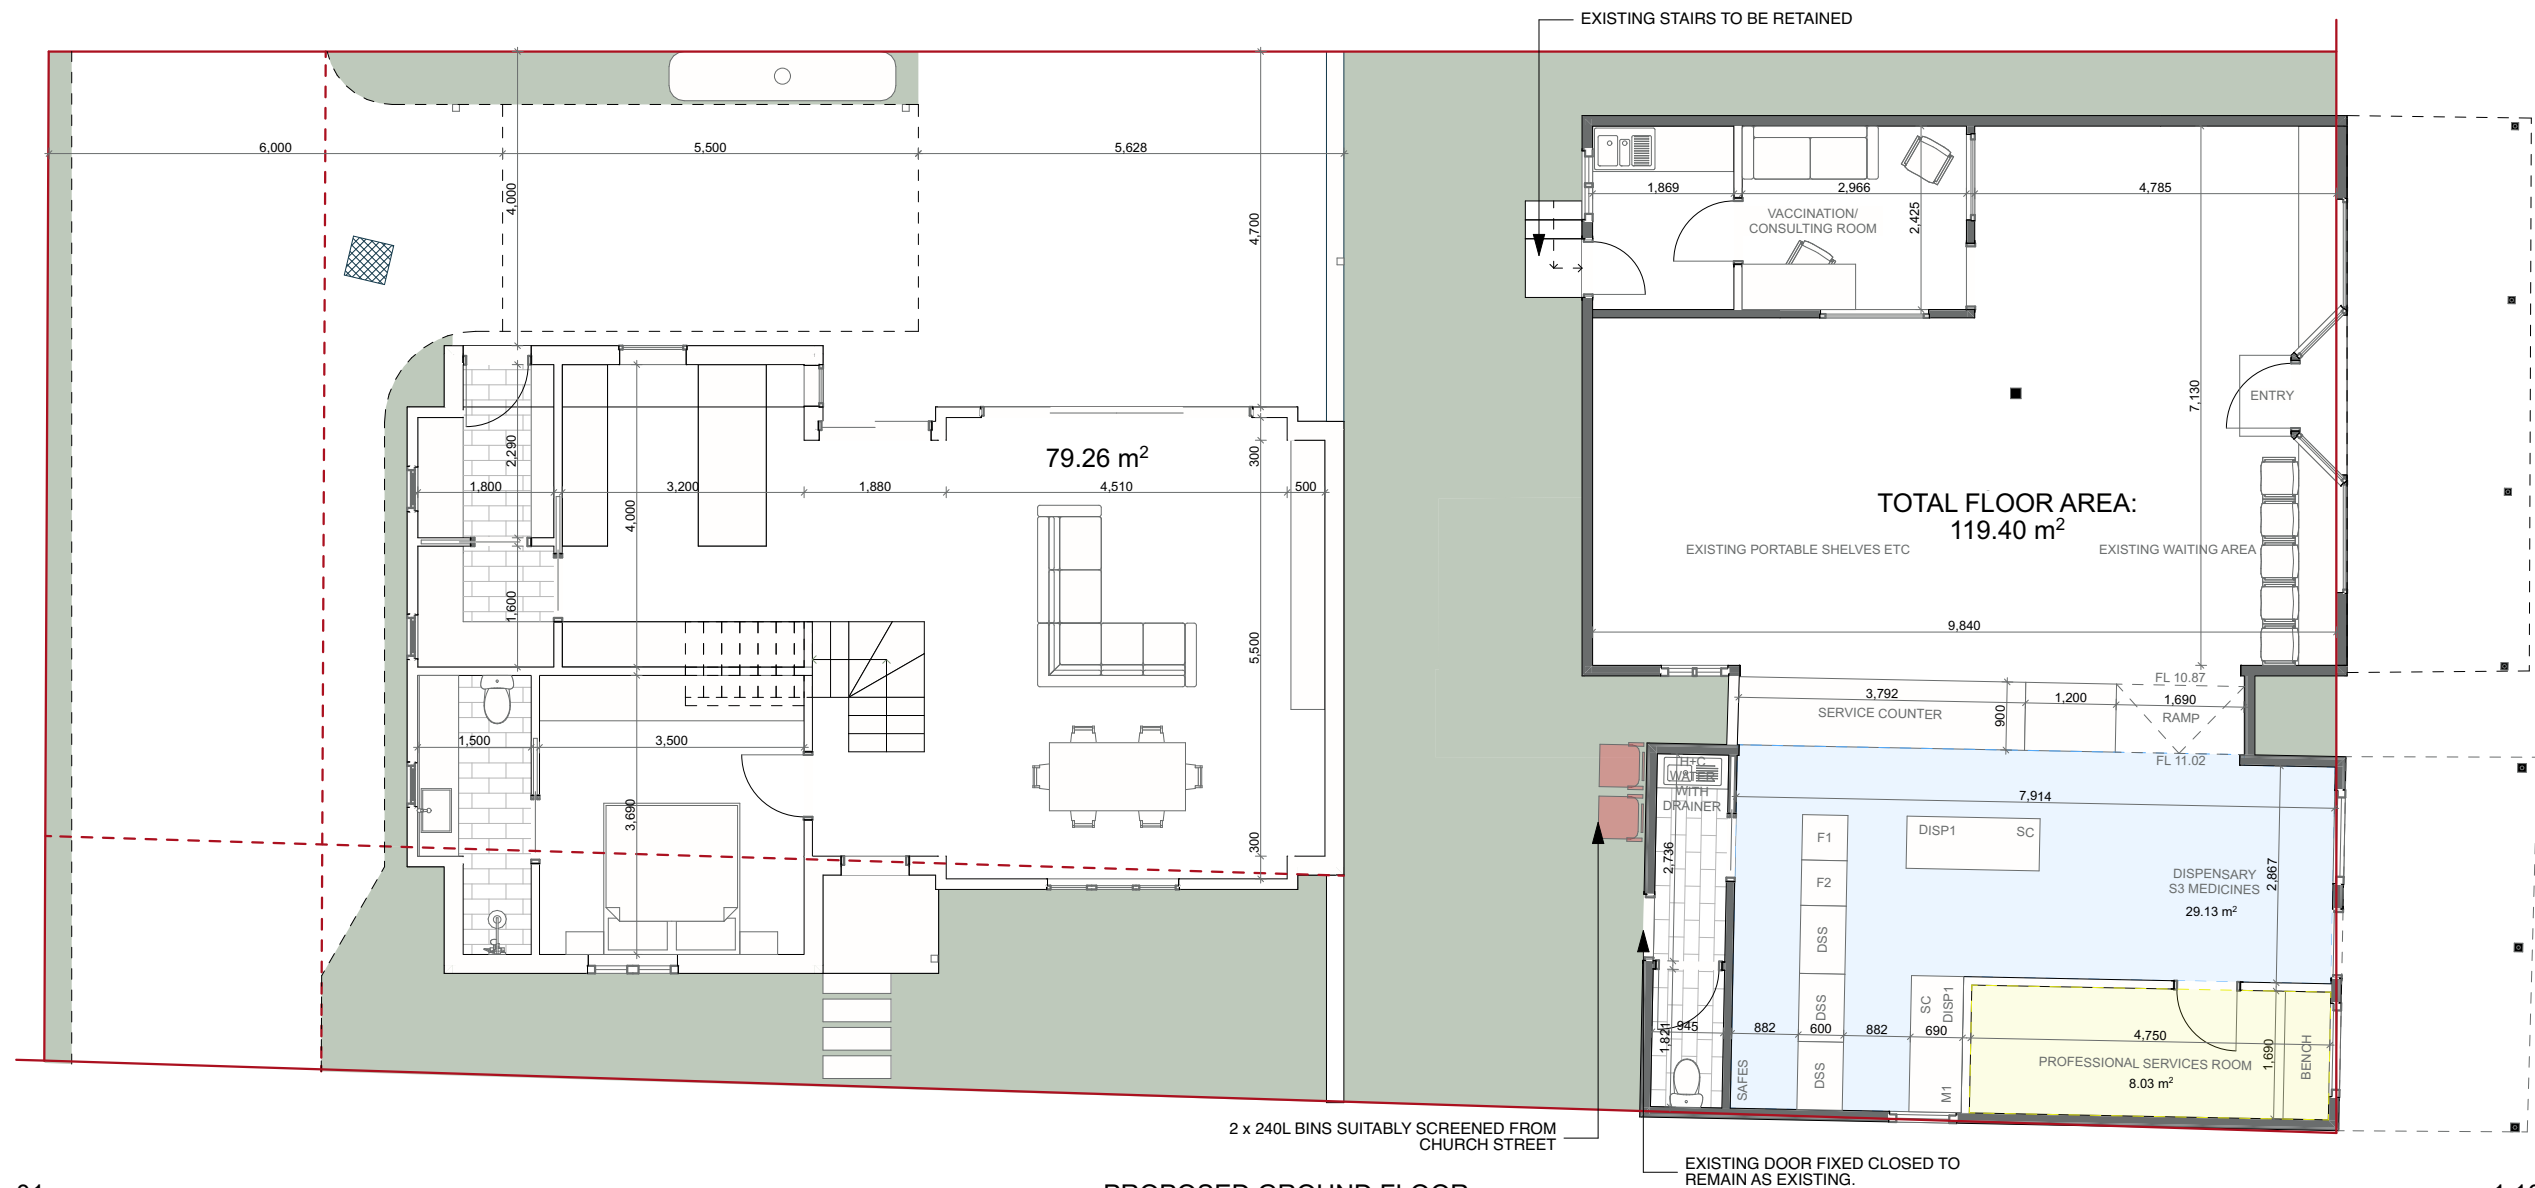 EXISTING STAIRS TO BE RETAINED
6,000
5,500
5,628
4,000
4,700
1,869
2,966
4,785
2,425
VACCINATION/
CONSULTING ROOM
7,130
ENTRY
79.26 m²
2,290
300
1,800
3,200
1,880
4,510
500
4,000
TOTAL FLOOR AREA:
119.40 m²
EXISTING PORTABLE SHELVES ETC
EXISTING WAITING AREA
1,600
5,500
9,840
FL 10.87
3,792
1,200
1,690
SERVICE COUNTER
900
RAMP
FL 11.02
1,500
3,500
3,690
300
H+C
WATER
WITH
DRAINER
7,914
F1
DISP1
SC
F2
2,736
2,867
DISPENSARY
S3 MEDICINES
29.13 m²
DSS
DSS
DSS
SC
DISP1
M1
1,821
945
882
600
882
690
4,750
1,690
PROFESSIONAL SERVICES ROOM
8.03 m²
BENCH
SAFES
2 x 240L BINS SUITABLY SCREENED FROM
CHURCH STREET
EXISTING DOOR FIXED CLOSED TO
REMAIN AS EXISTING.
PROPOSED GROUND FLOOR